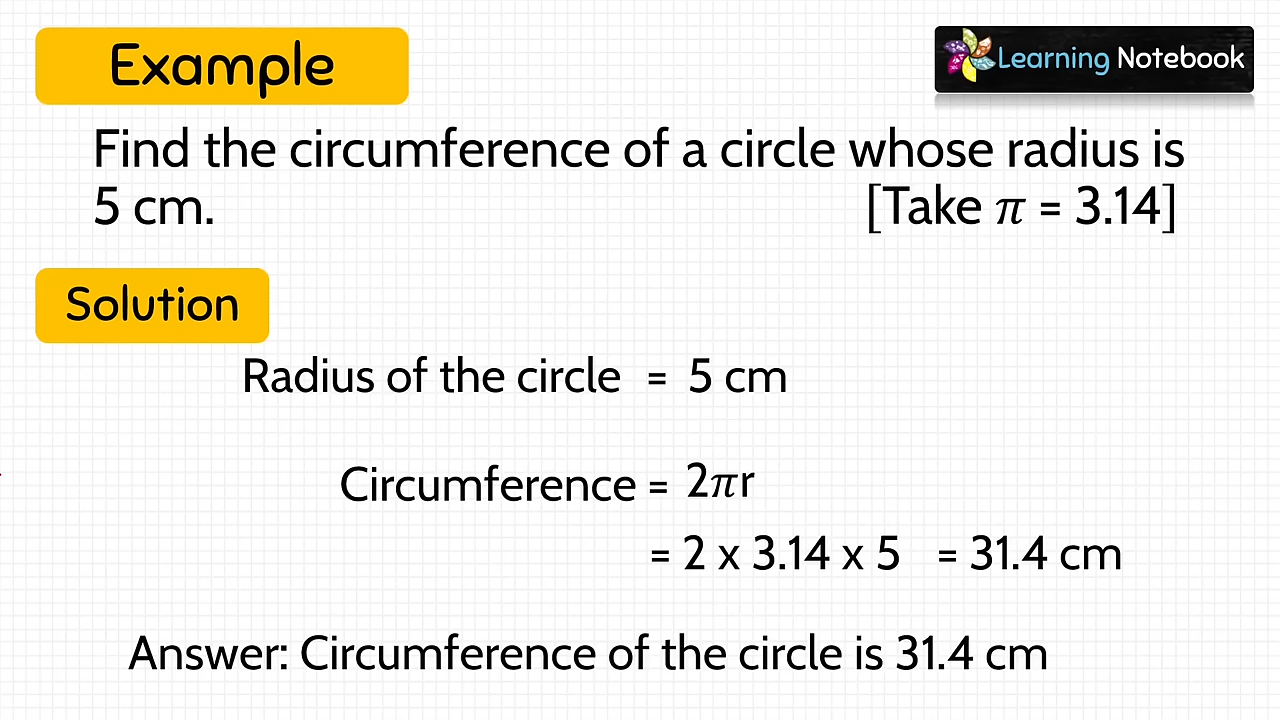 Example
Learning Notebook
Find the circumference of a circle whose radius is
5 cm. [Take π = 3.14]
Solution
Radius of the circle = 5 cm
Circumference = 2πr
= 2 x 3.14 x 5 = 31.4 cm
Answer: Circumference of the circle is 31.4 cm